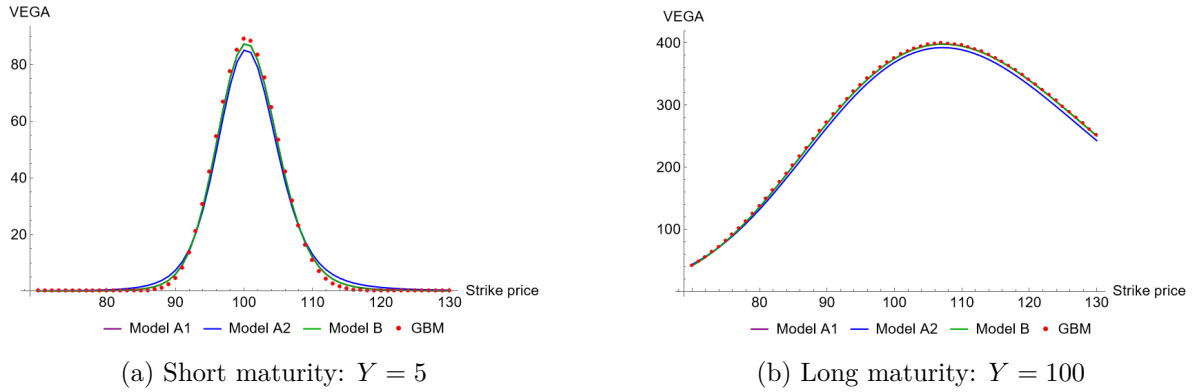 VEGA
80
60
40
20
80
90
100
110
120
130
Strike price
Model A1 Model A2 Model B GBM
(a) Short maturity: Y = 5
VEGA
400
300
200
100
80
90
100
110
120
130
Strike price
Model A1 Model A2 Model B GBM
(b) Long maturity: Y = 100